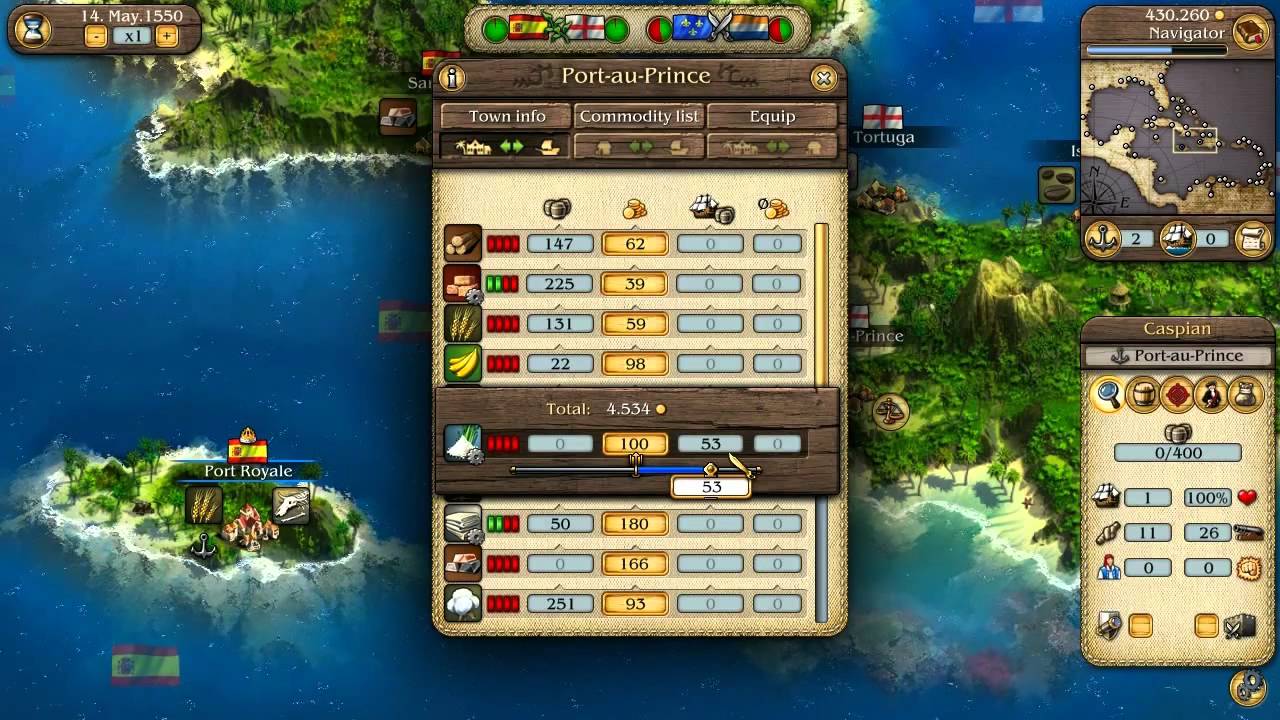 14. May.1550
- x1 +
430.260
Navigator
N
E
2 0
Sa
Port-au-Prince
Town info Commodity list Equip
Tortuga
Is
-Prince
Ø
147 62 0 0
225 39 0 0
131 59 0 0
22 98 0 0
Total: 4.534
0 100 53 0
53
50 180 0 0
0 166 0 0
251 93 0 0
Port Royale
Caspian
Port-au-Prince
0/400
1 100%
11 26
0 0